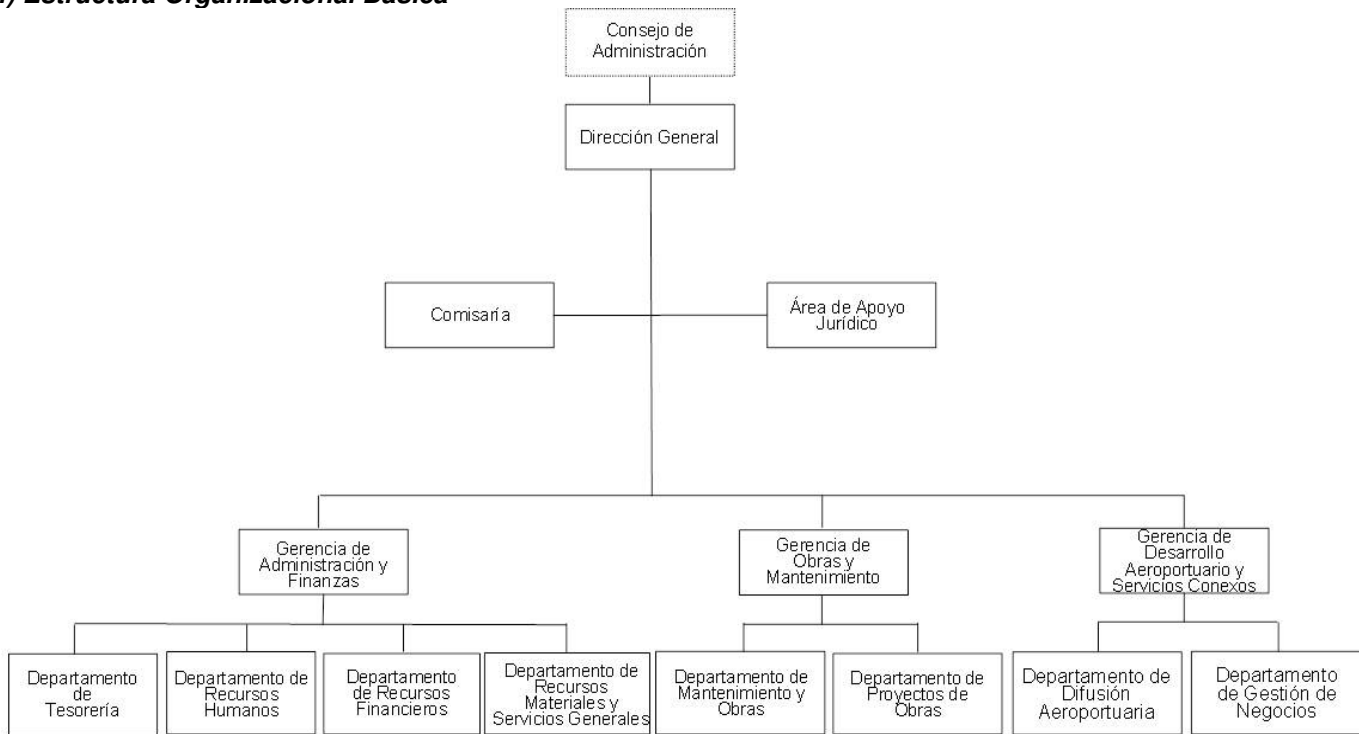 Estructura Organizacional Básica
Consejo de
Administración
Dirección General
Comisaría
Área de Apoyo
Jurídico
Gerencia de
Administración y
Finanzas
Gerencia de
Obras y
Mantenimiento
Gerencia de
Desarrollo
Aeroportuario y
Servicios Conexos
Departamento
de
Tesorería
Departamento de
Recursos
Humanos
Departamento
de Recursos
Financieros
Departamento de
Recursos
Materiales y
Servicios Generales
Departamento de
Mantenimiento y
Obras
Departamento de
Proyectos de
Obras
Departamento de
Difusión
Aeroportuaria
Departamento
de Gestión de
Negocios